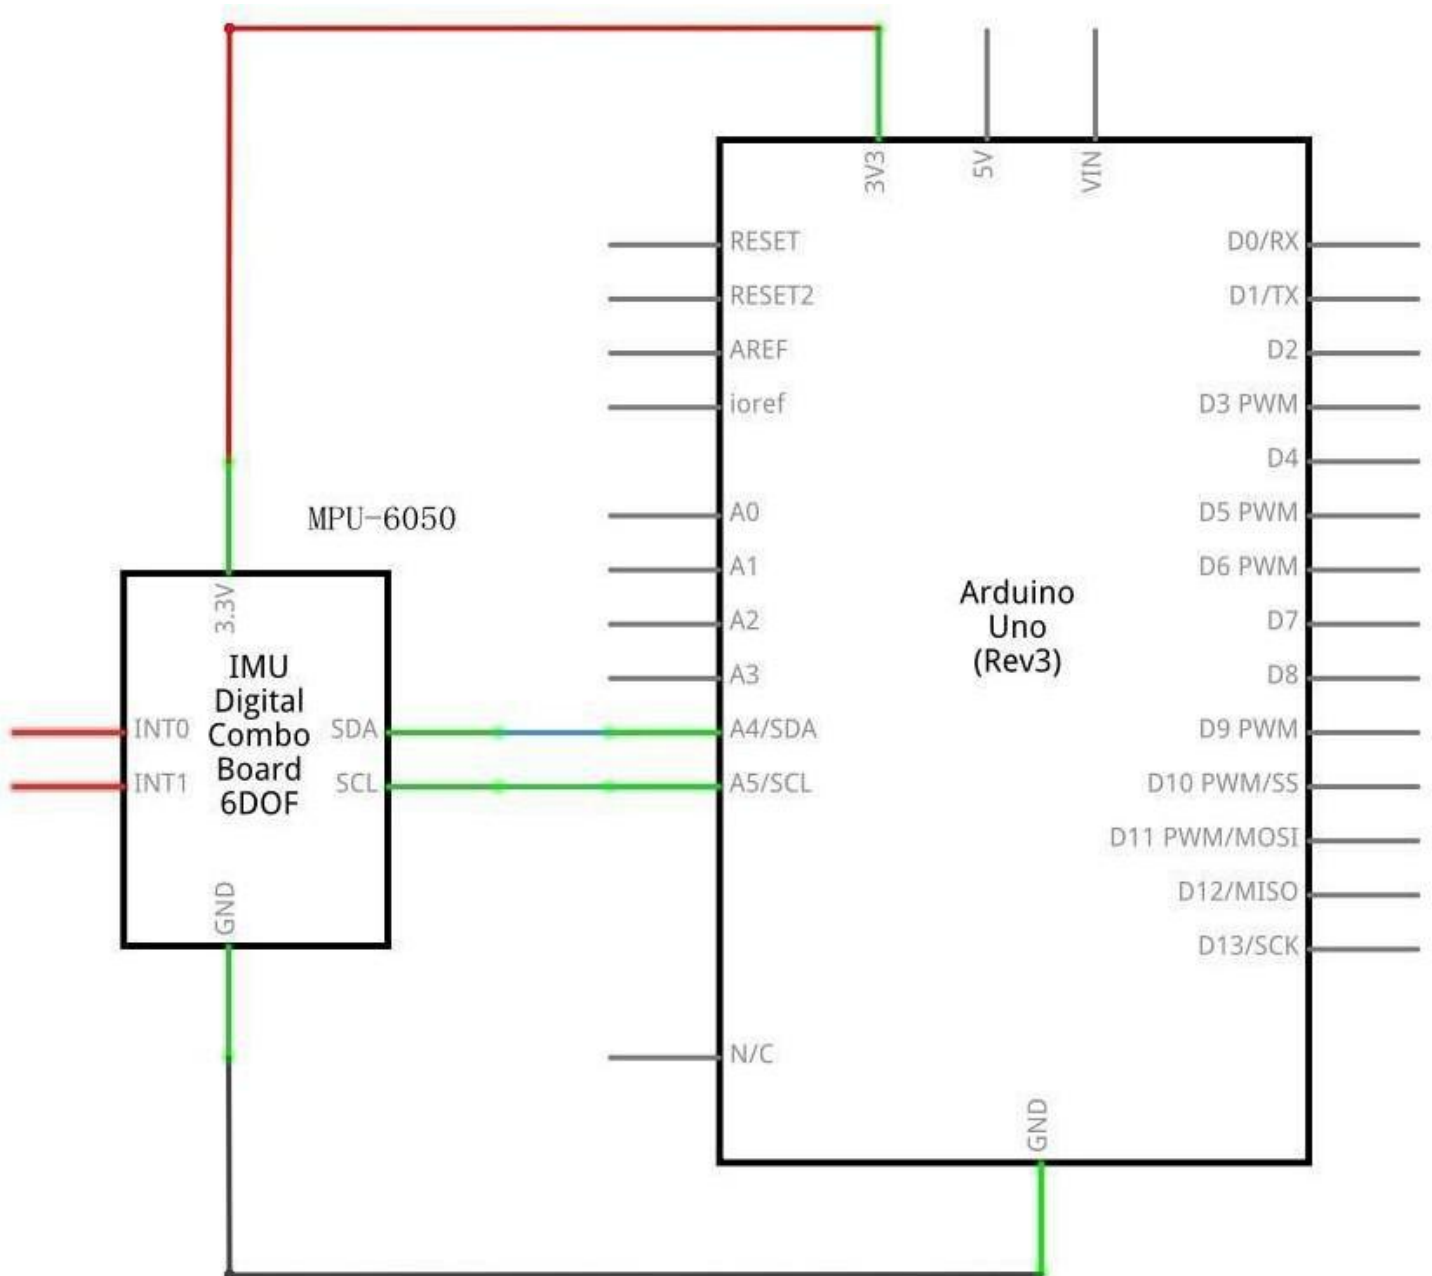 3V3
5V
VIN
RESET
D0/RX
RESET2
D1/TX
AREF
D2
ioref
D3 PWM
D4
MPU-6050
A0
D5 PWM
A1
D6 PWM
3.3V
Arduino
Uno
(Rev3)
A2
D7
IMU
Digital
Combo
Board
6DOF
A3
D8
INT0
SDA
A4/SDA
D9 PWM
INT1
SCL
A5/SCL
D10 PWM/SS
D11 PWM/MOSI
GND
D12/MISO
D13/SCK
N/C
GND